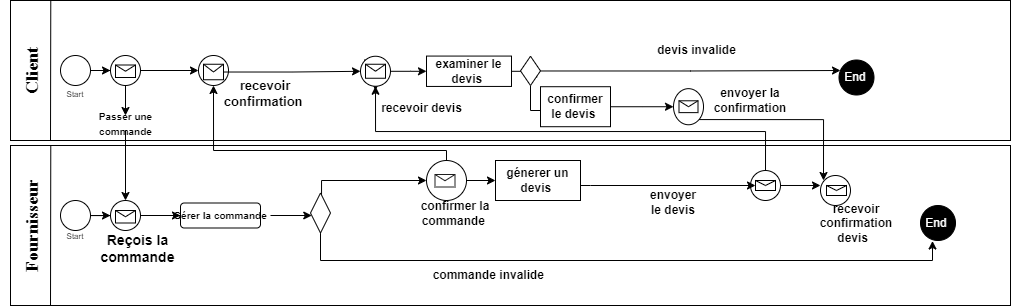 Client
Start
Passer une
commande
recevoir
confirmation
recevoir devis
examiner le
devis
devis invalide
confirmer
le devis
envoyer la
confirmation
End
Fournisseur
Start
Reçois la
commande
Gérer la commande
confirmer la
commande
génerer un
devis
envoyer
le devis
recevoir
confirmation
devis
End
commande invalide